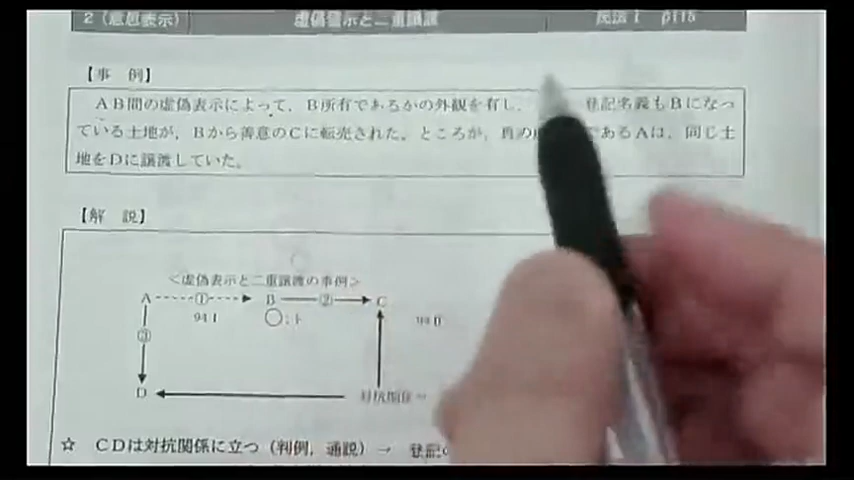 2（意思表示） 虚偽表示と二重譲渡 民法Ⅰ p116
【事 例】
AB間の虚偽表示によって，B所有であるかの外観を有し， 登記名義もBになっ
ている土地が，Bから善意のCに転売された。ところが，真の であるAは，同じ土
地をDに譲渡していた。
【解 説】
＜虚偽表示と二重譲渡の事例＞
A ① B ② C
94Ⅰ ○：ト 94Ⅱ
③
D 対抗関係
☆ CDは対抗関係に立つ（判例，通説）→ 登記